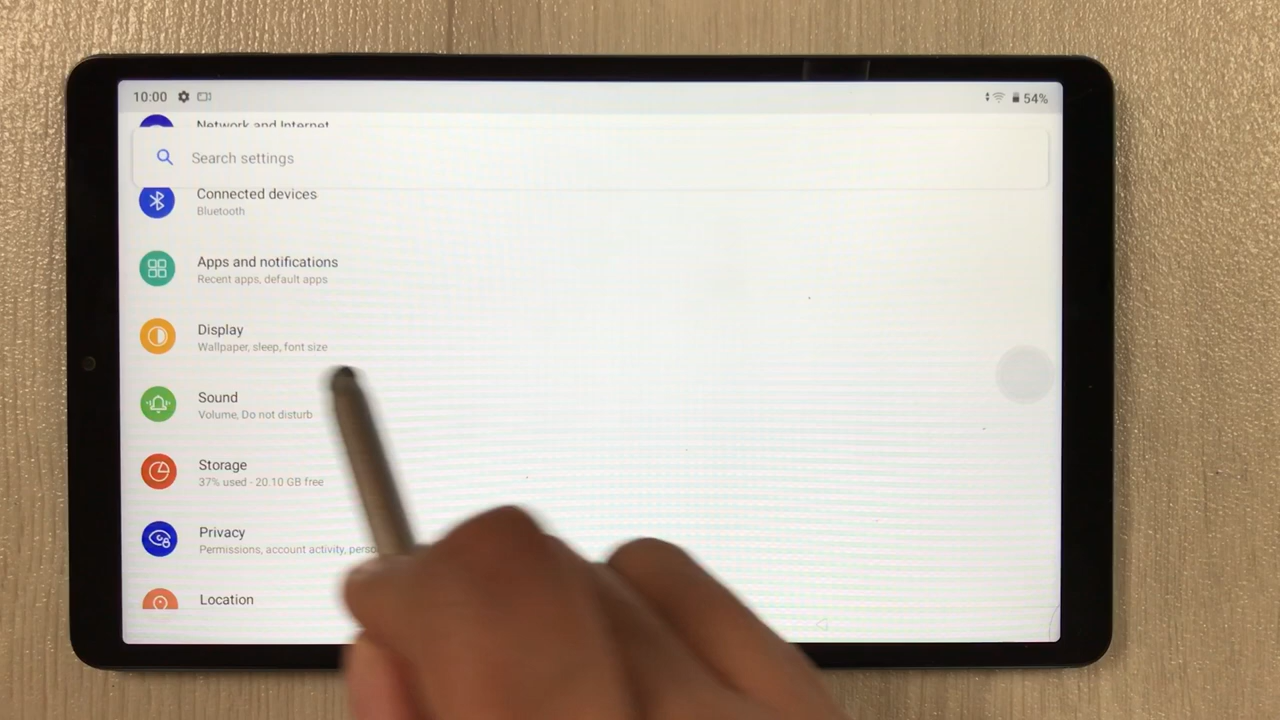 10:00
54%
Network and Internet
Search settings
Connected devices
Bluetooth
Apps and notifications
Recent apps, default apps
Display
Wallpaper, sleep, font size
Sound
Volume, Do not disturb
Storage
37% used - 20.10 GB free
Privacy
Permissions, account activity, perso
Location